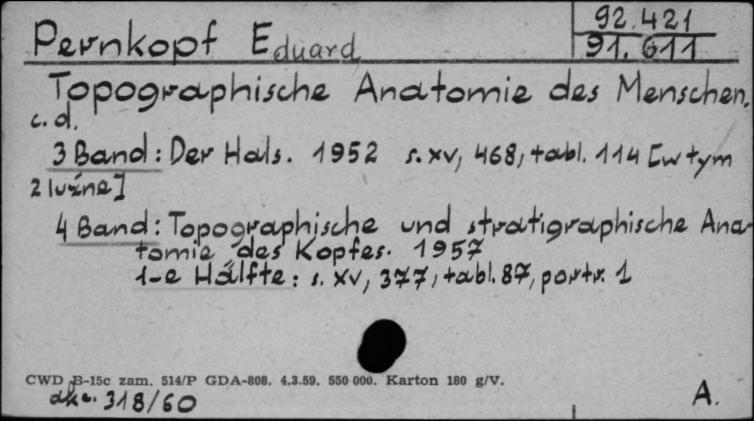 92.421
Pernkopf Eduard 91.611
Topographische Anatomie des Menschen.
c.d.
3 Band: Der Hals. 1952 s. XV, 468, tabl. 114 [w tym
2 luźne]
4 Band: Topographische und stratigraphische Ana-
tomie des Kopfes. 1957
1-e Hälfte: s. XV, 377, tabl. 87, portr. 1
CWD B-15c zam. 514/P GDA-808. 4.3.59. 550 000. Karton 180 g/V.
akc. 318/60
A.